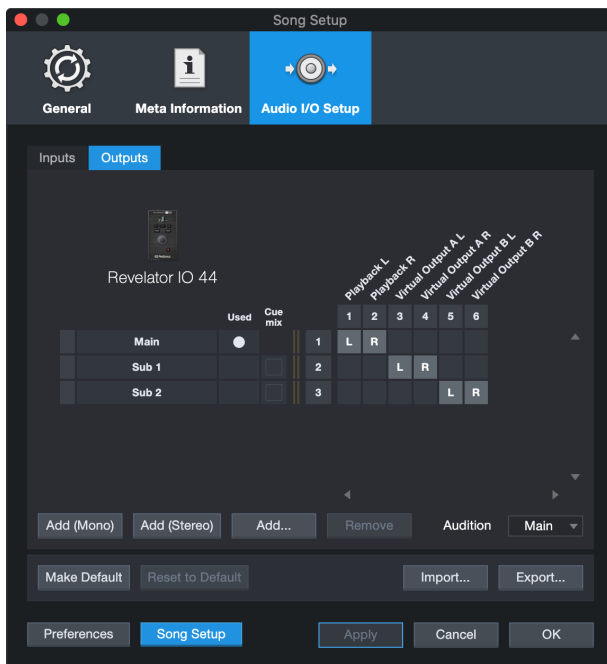 Song Setup
General
Meta Information
Audio I/O Setup
Inputs
Outputs
Revelator IO 44
Playback L
Playback R
Virtual Output A L
Virtual Output A R
Virtual Output B L
Virtual Output B R
Used
Cue mix
1 2 3 4 5 6
Main 1 L R
Sub 1 2 L R
Sub 2 3 L R
Add (Mono)
Add (Stereo)
Add...
Remove
Audition
Main
Make Default
Reset to Default
Import...
Export...
Preferences
Song Setup
Apply
Cancel
OK